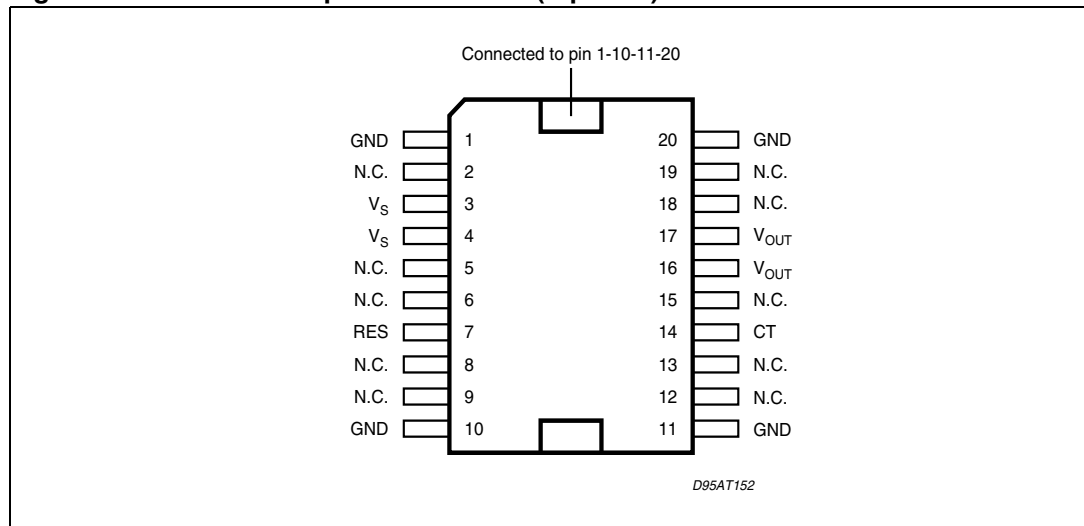 Connected to pin 1-10-11-20
GND 1 20 GND
N.C. 2 19 N.C.
VS 3 18 N.C.
VS 4 17 VOUT
N.C. 5 16 VOUT
N.C. 6 15 N.C.
RES 7 14 CT
N.C. 8 13 N.C.
N.C. 9 12 N.C.
GND 10 11 GND
D95AT152